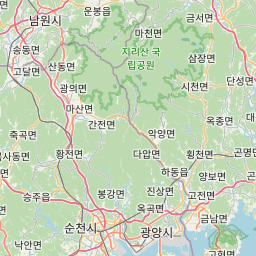 운봉읍
금서면
남원시
마천면
송동면
지리산 국
립공원
삼장면
고달면
산동면
단성면
시천면
광의면
마산면
옥종면
간전면
죽곡면
악양면
황전면
다압면
횡천면
하동읍
양보면
승주읍
봉강면
진상면
고전면
옥곡면
순천시
금남면
광양시
낙안면